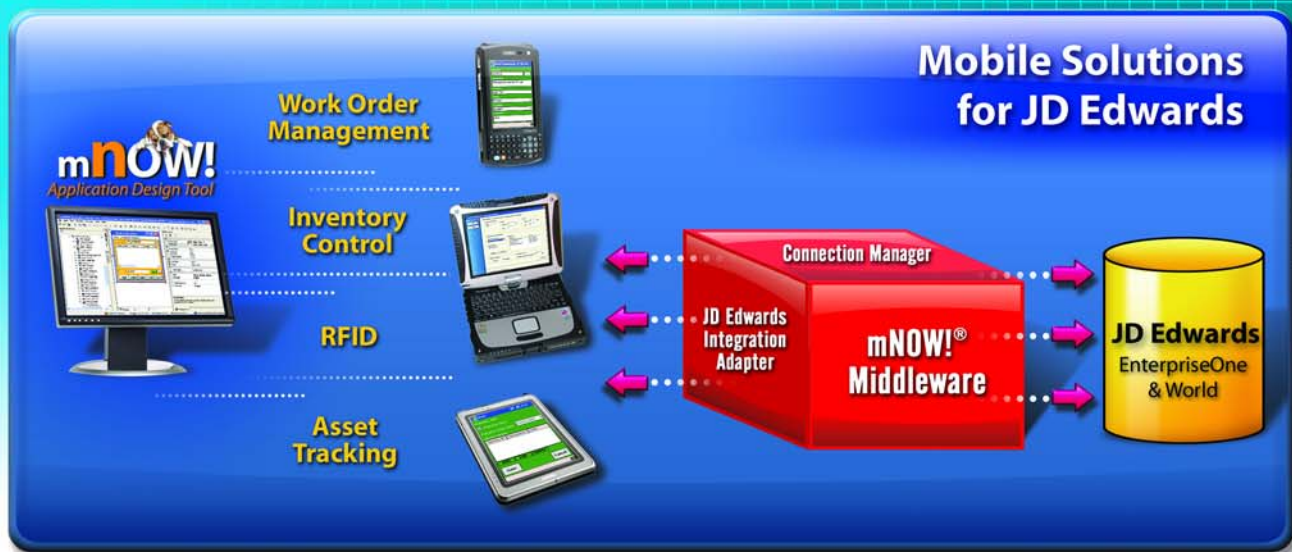 Mobile Solutions
for JD Edwards
mnOW!
Application Design Tool
Work Order
Management
Inventory
Control
RFID
Asset
Tracking
Connection Manager
JD Edwards
Integration
Adapter
mNOW!®
Middleware
JD Edwards
EnterpriseOne
& World